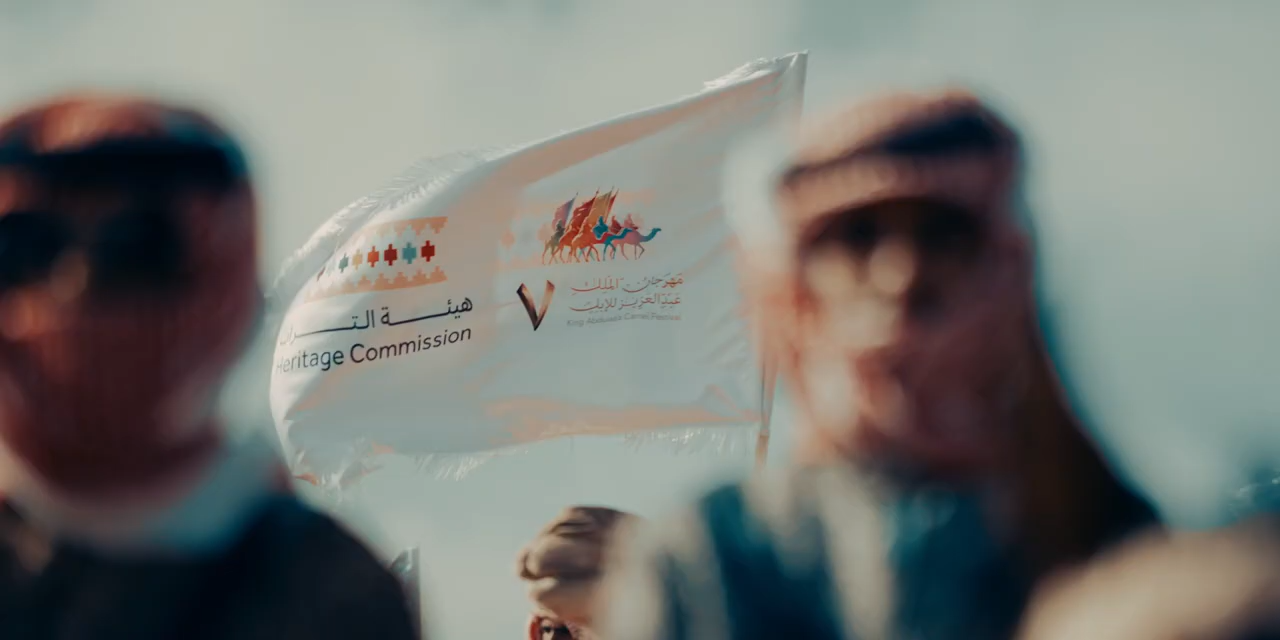 هيئة التراث
Heritage Commission
٧
مهرجان الملك
عبدالعزيز للإبل
King Abdulaziz Camel Festival